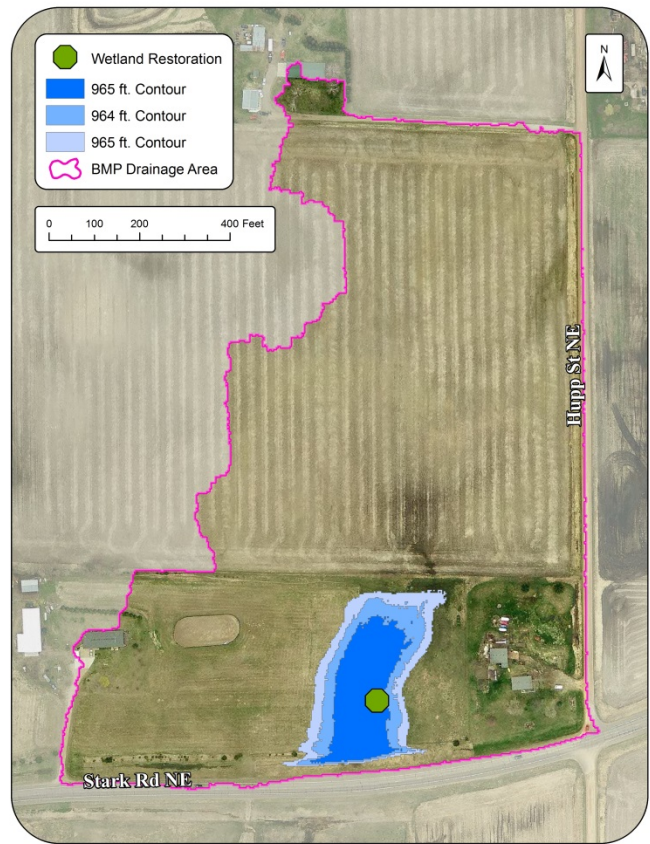 Wetland Restoration
965 ft. Contour
964 ft. Contour
965 ft. Contour
BMP Drainage Area
N
0 100 200 400 Feet
Hupp St NE
Stark Rd NE